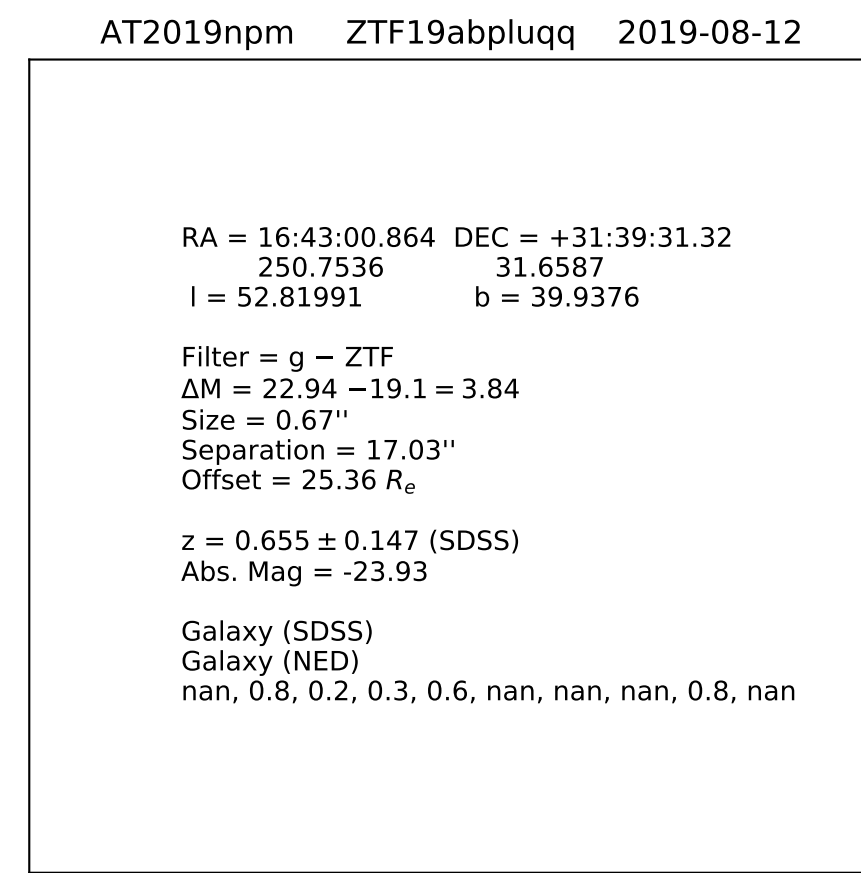 AT2019npm ZTF19abpluqq 2019-08-12
RA = 16:43:00.864 DEC = +31:39:31.32
250.7536 31.6587
l = 52.81991 b = 39.9376
Filter = g − ZTF
ΔM = 22.94 −19.1 = 3.84
Size = 0.67''
Separation = 17.03''
Offset = 25.36 Re
z = 0.655 ± 0.147 (SDSS)
Abs. Mag = -23.93
Galaxy (SDSS)
Galaxy (NED)
nan, 0.8, 0.2, 0.3, 0.6, nan, nan, nan, 0.8, nan